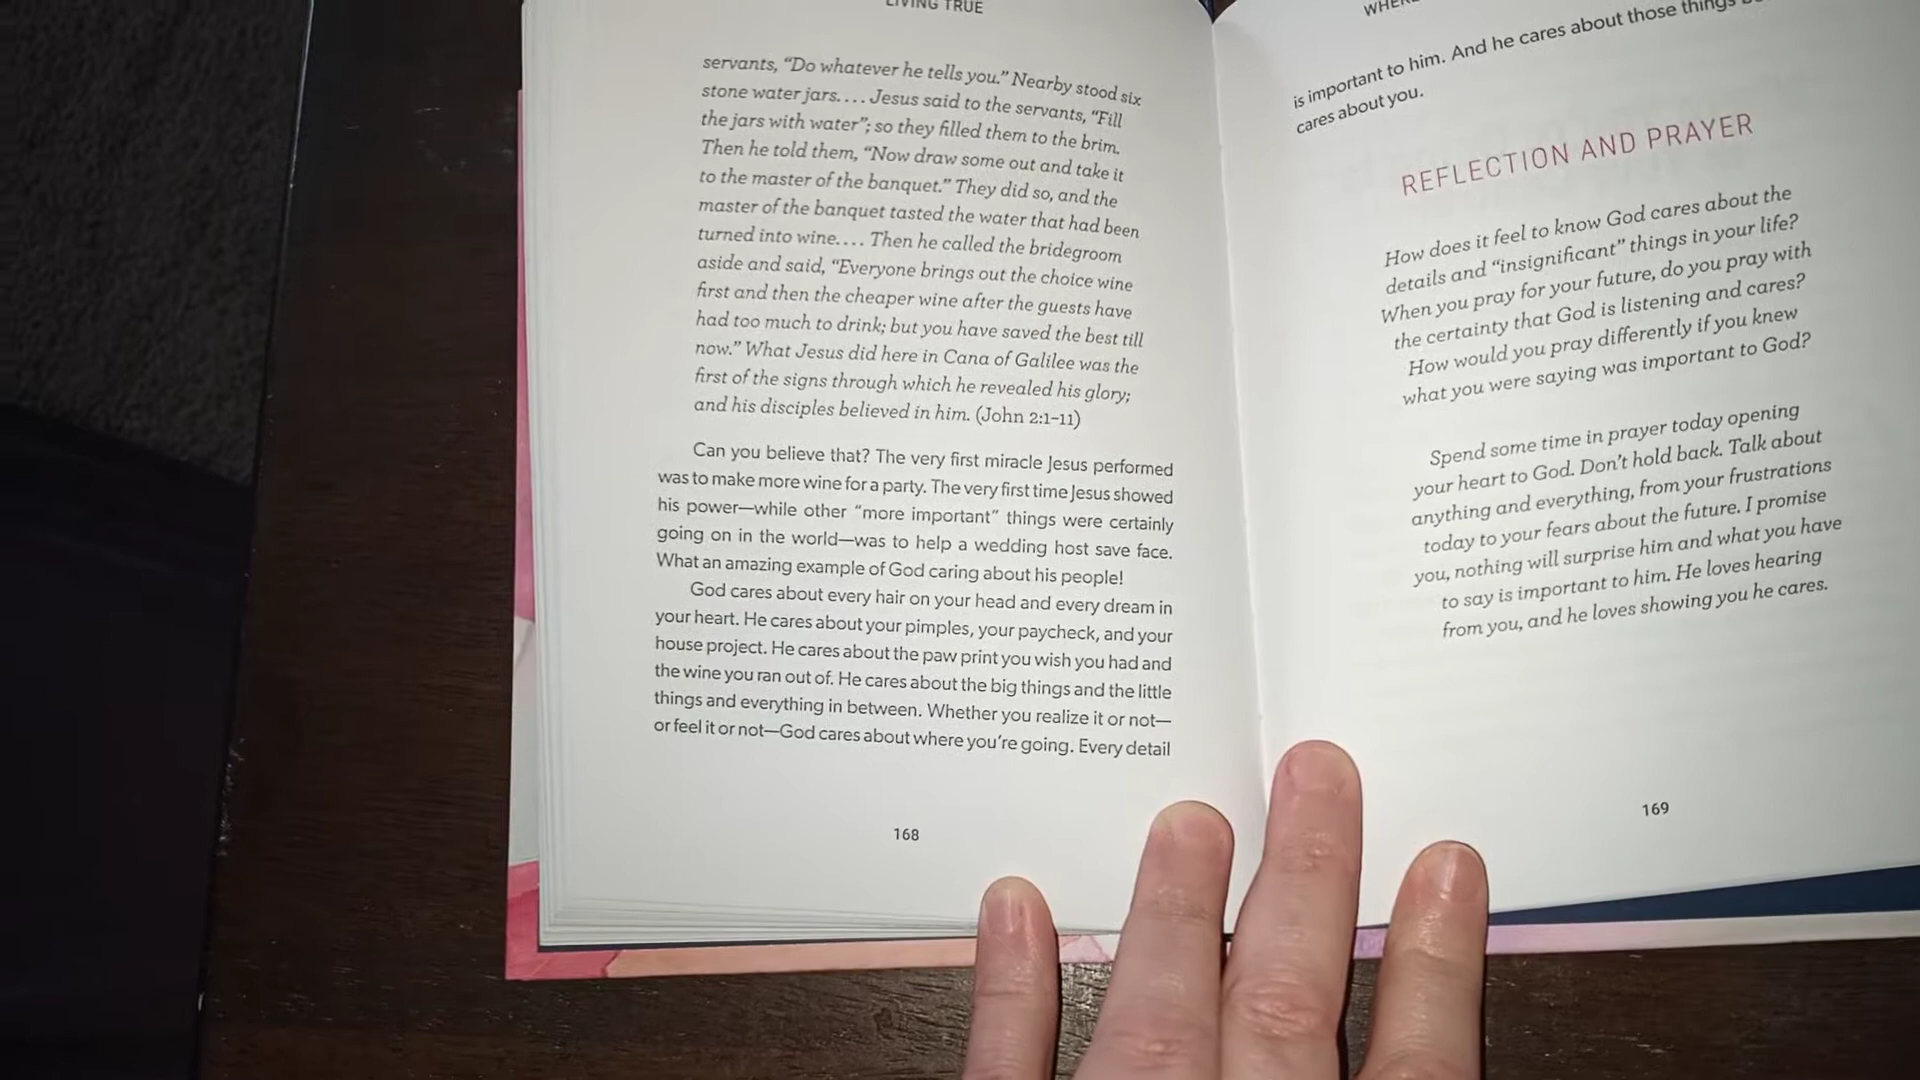 LIVING TRUE
servants, “Do whatever he tells you.” Nearby stood six
stone water jars. . . . Jesus said to the servants, “Fill
the jars with water”; so they filled them to the brim.
Then he told them, “Now draw some out and take it
to the master of the banquet.” They did so, and the
master of the banquet tasted the water that had been
turned into wine. . . . Then he called the bridegroom
aside and said, “Everyone brings out the choice wine
first and then the cheaper wine after the guests have
had too much to drink; but you have saved the best till
now.” What Jesus did here in Cana of Galilee was the
first of the signs through which he revealed his glory;
and his disciples believed in him. (John 2:1–11)
Can you believe that? The very first miracle Jesus performed
was to make more wine for a party. The very first time Jesus showed
his power—while other “more important” things were certainly
going on in the world—was to help a wedding host save face.
What an amazing example of God caring about his people!
God cares about every hair on your head and every dream in
your heart. He cares about your pimples, your paycheck, and your
house project. He cares about the paw print you wish you had and
the wine you ran out of. He cares about the big things and the little
things and everything in between. Whether you realize it or not—
or feel it or not—God cares about where you’re going. Every detail
168
is important to him. And he cares about those things
cares about you.
REFLECTION AND PRAYER
How does it feel to know God cares about the
details and “insignificant” things in your life?
When you pray for your future, do you pray with
the certainty that God is listening and cares?
How would you pray differently if you knew
what you were saying was important to God?
Spend some time in prayer today opening
your heart to God. Don’t hold back. Talk about
anything and everything, from your frustrations
today to your fears about the future. I promise
you, nothing will surprise him and what you have
to say is important to him. He loves hearing
from you, and he loves showing you he cares.
169